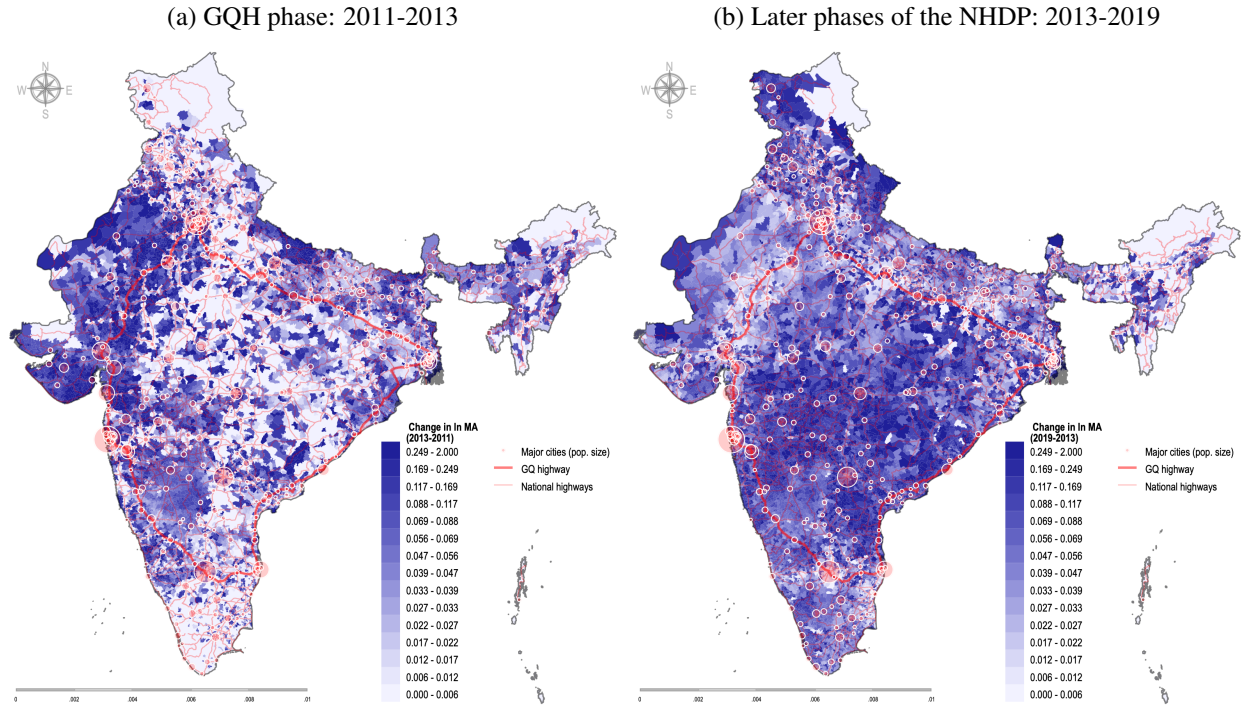 (a) GQH phase: 2011-2013
N
W E
S
Change in ln MA
(2013-2011)
0.249 - 2.000
0.169 - 0.249
0.117 - 0.169
0.088 - 0.117
0.069 - 0.088
0.056 - 0.069
0.047 - 0.056
0.039 - 0.047
0.033 - 0.039
0.027 - 0.033
0.022 - 0.027
0.017 - 0.022
0.012 - 0.017
0.006 - 0.012
0.000 - 0.006
Major cities (pop. size)
GQ highway
National highways
0 .002 .004 .006 .008 .01
(b) Later phases of the NHDP: 2013-2019
N
W E
S
Change in ln MA
(2019-2013)
0.249 - 2.000
0.169 - 0.249
0.117 - 0.169
0.088 - 0.117
0.069 - 0.088
0.056 - 0.069
0.047 - 0.056
0.039 - 0.047
0.033 - 0.039
0.027 - 0.033
0.022 - 0.027
0.017 - 0.022
0.012 - 0.017
0.006 - 0.012
0.000 - 0.006
Major cities (pop. size)
GQ highway
National highways
0 .002 .004 .006 .008 .01